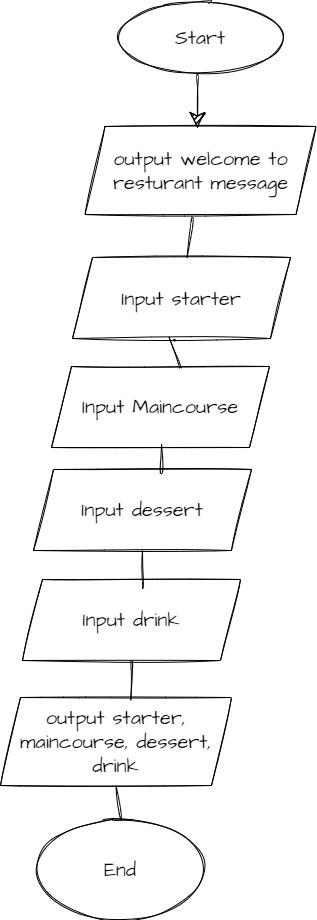 Start
output welcome to
resturant message
Input starter
Input Maincourse
Input dessert
Input drink
output starter,
maincourse, dessert,
drink
End